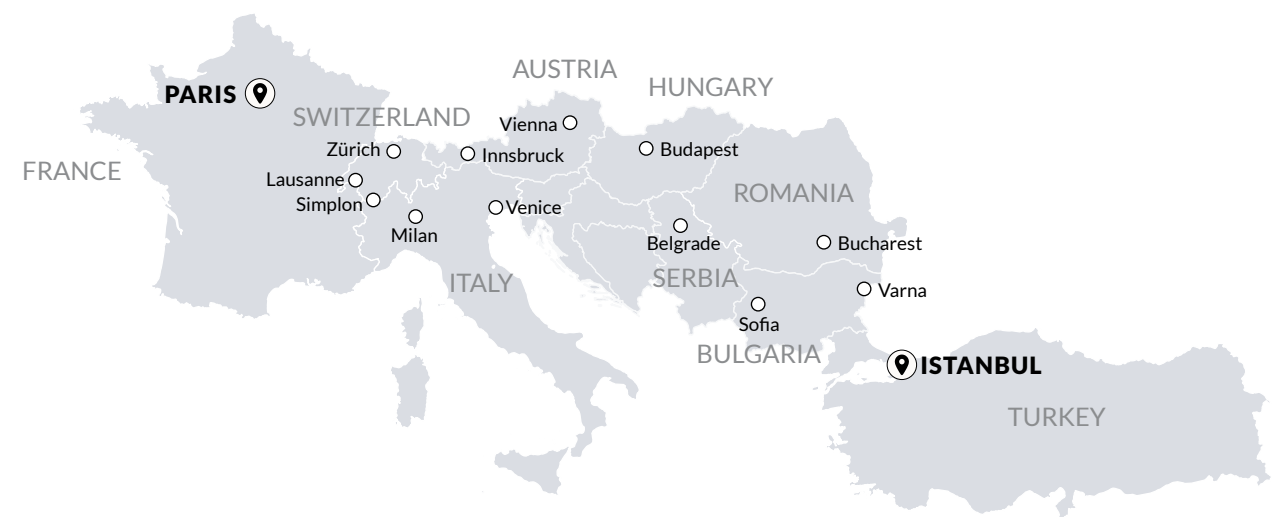 AUSTRIA
HUNGARY
PARIS
SWITZERLAND
Vienna
Zürich
Innsbruck
Budapest
FRANCE
Lausanne
ROMANIA
Simplon
Venice
Milan
Belgrade
Bucharest
ITALY
SERBIA
Varna
Sofia
BULGARIA
ISTANBUL
TURKEY